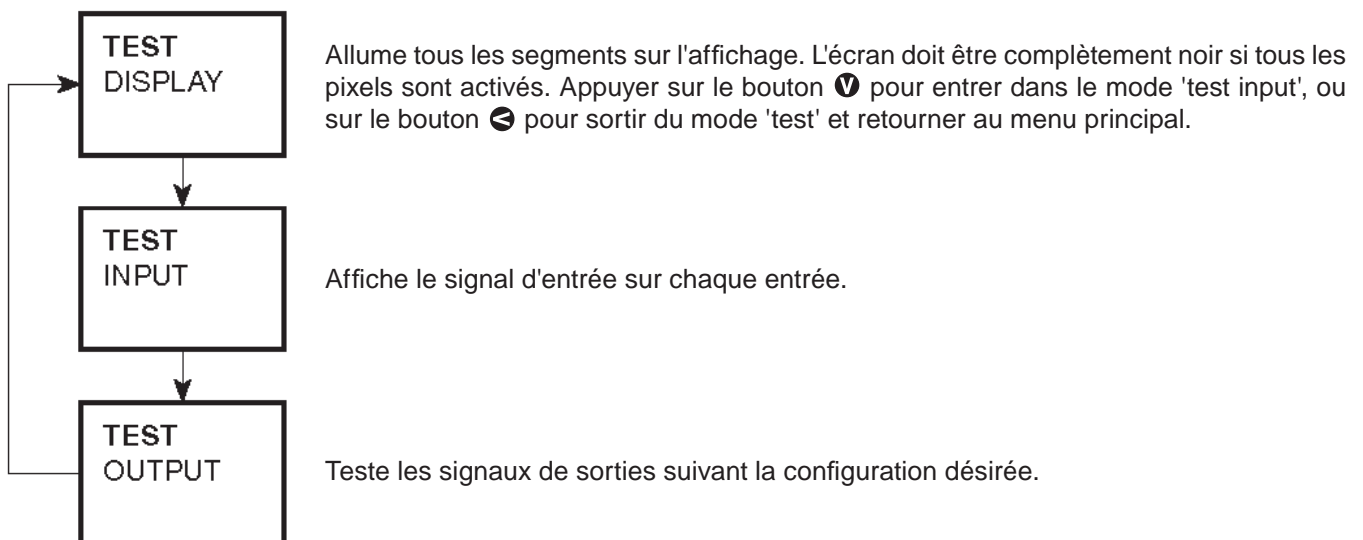 TEST
DISPLAY
Allume tous les segments sur l'affichage. L'écran doit être complètement noir si tous les
pixels sont activés. Appuyer sur le bouton V pour entrer dans le mode 'test input', ou
sur le bouton < pour sortir du mode 'test' et retourner au menu principal.
TEST
INPUT
Affiche le signal d'entrée sur chaque entrée.
TEST
OUTPUT
Teste les signaux de sorties suivant la configuration désirée.